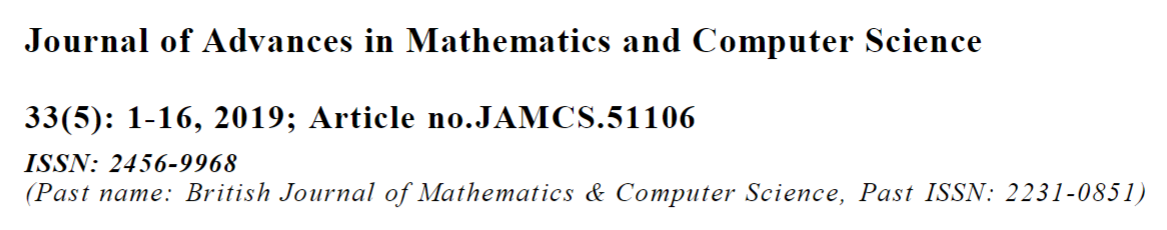 Journal of Advances in Mathematics and Computer Science
33(5): 1-16, 2019; Article no.JAMCS.51106
ISSN: 2456-9968
(Past name: British Journal of Mathematics & Computer Science, Past ISSN: 2231-0851)